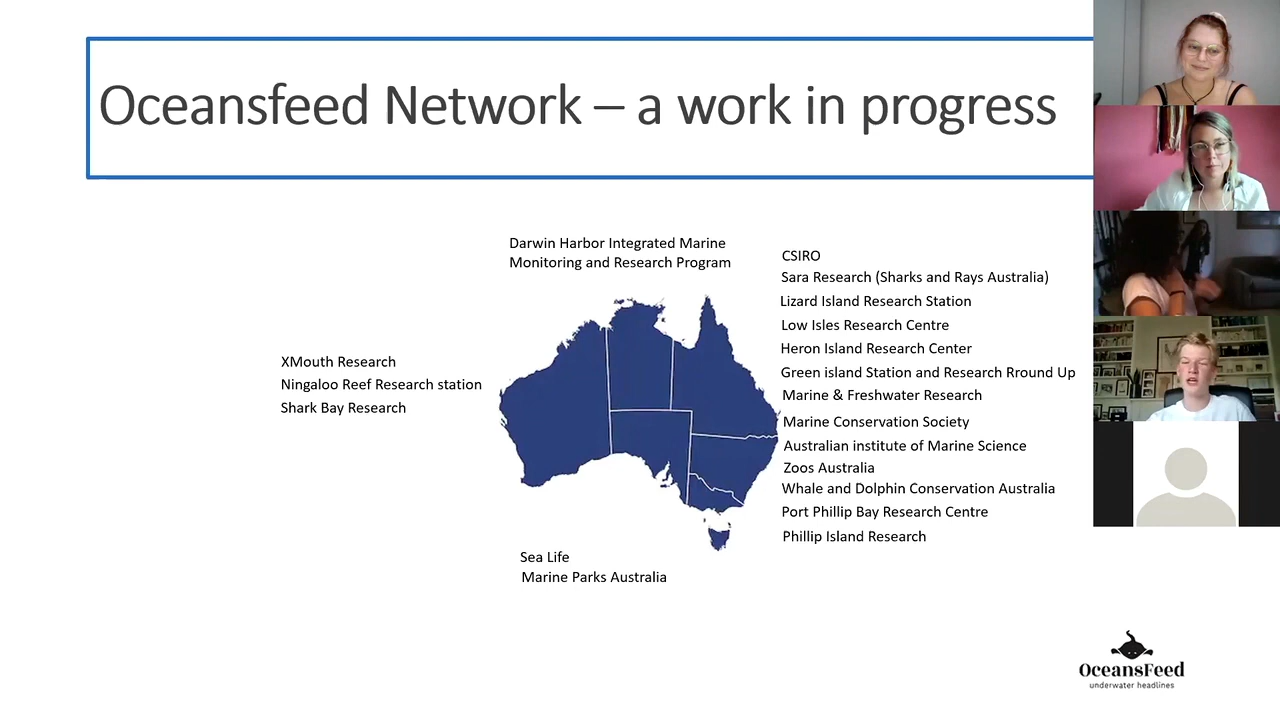 Oceansfeed Network – a work in progress
Darwin Harbor Integrated Marine
Monitoring and Research Program
XMouth Research
Ningaloo Reef Research station
Shark Bay Research
CSIRO
Sara Research (Sharks and Rays Australia)
Lizard Island Research Station
Low Isles Research Centre
Heron Island Research Center
Green island Station and Research Rround Up
Marine & Freshwater Research
Marine Conservation Society
Australian institute of Marine Science
Zoos Australia
Whale and Dolphin Conservation Australia
Port Phillip Bay Research Centre
Phillip Island Research
Sea Life
Marine Parks Australia
OceansFeed
underwater headlines